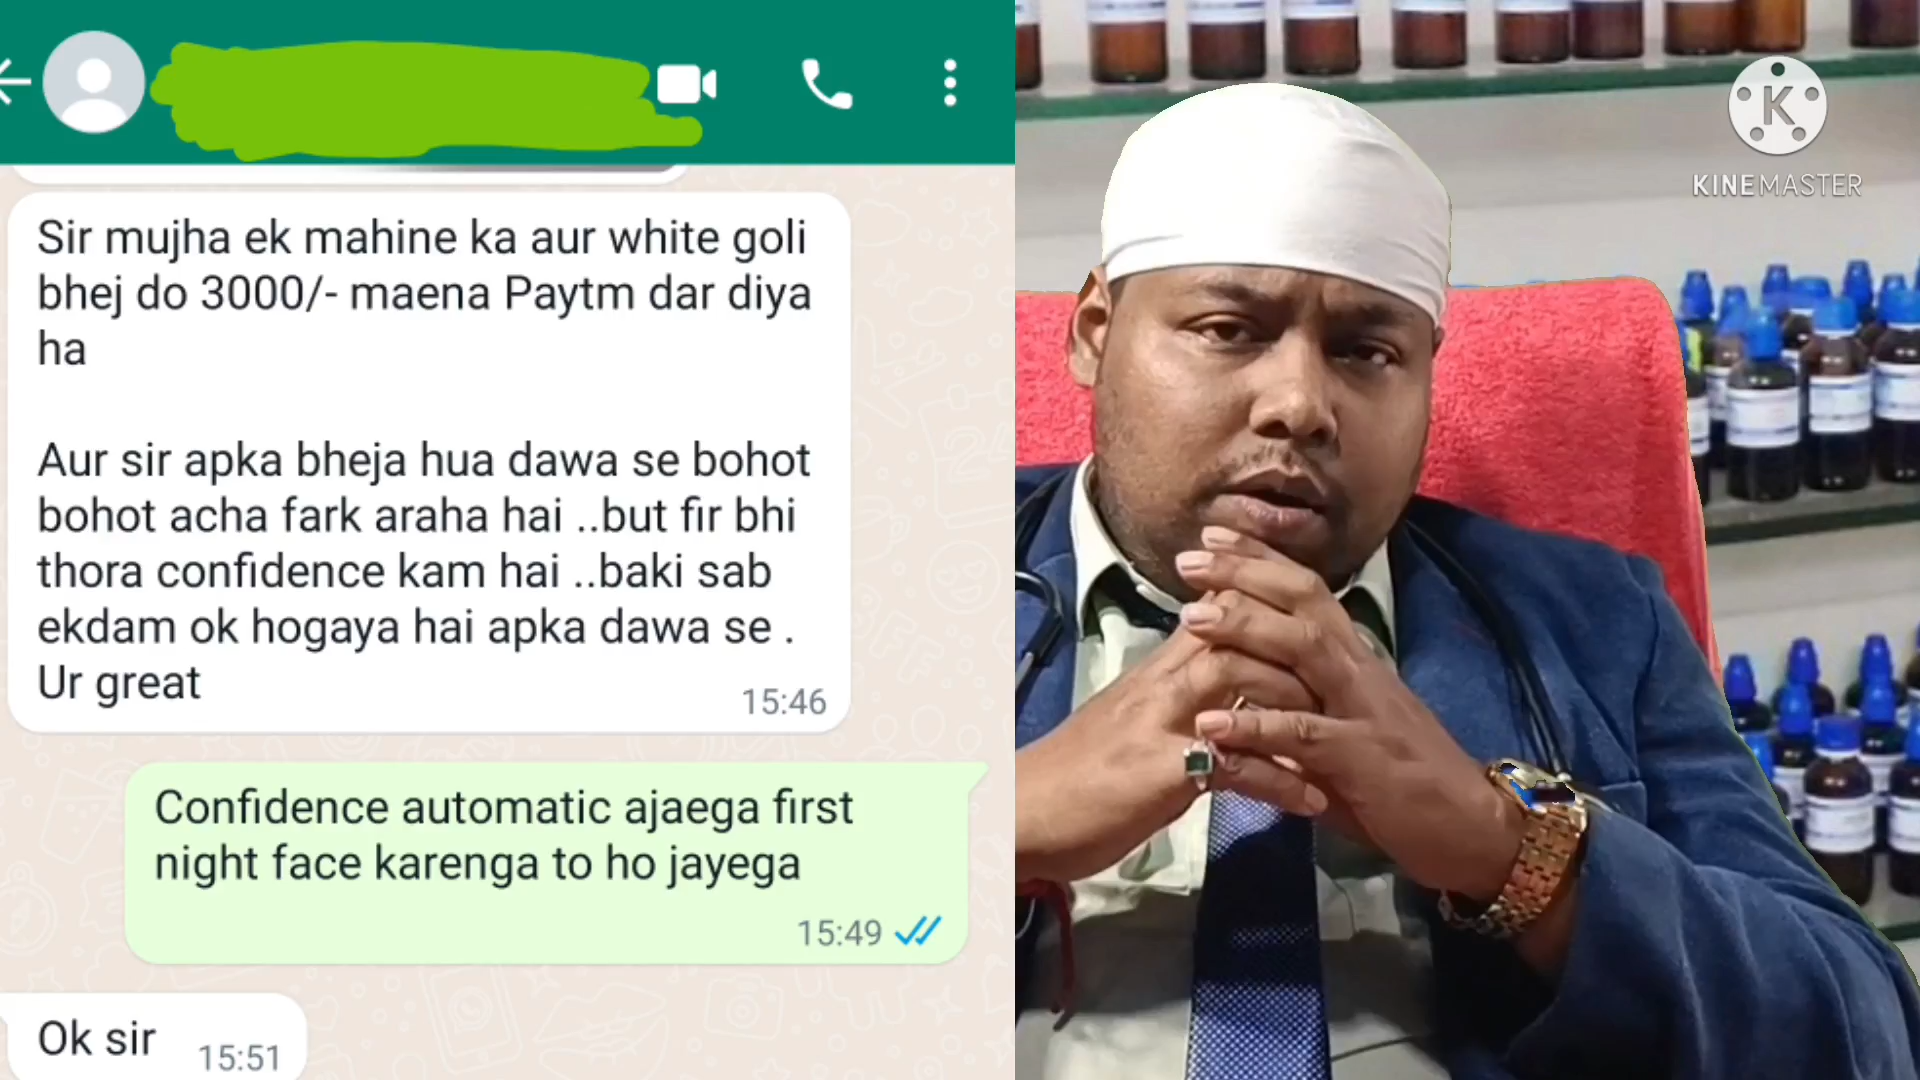 Sir mujha ek mahine ka aur white goli
bhej do 3000/- maena Paytm dar diya
ha
Aur sir apka bheja hua dawa se bohot
bohot acha fark araha hai ..but fir bhi
thora confidence kam hai ..baki sab
ekdam ok hogaya hai apka dawa se .
Ur great
15:46
Confidence automatic ajaega first
night face karenga to ho jayega
15:49
Ok sir
15:51
K
KINEMASTER